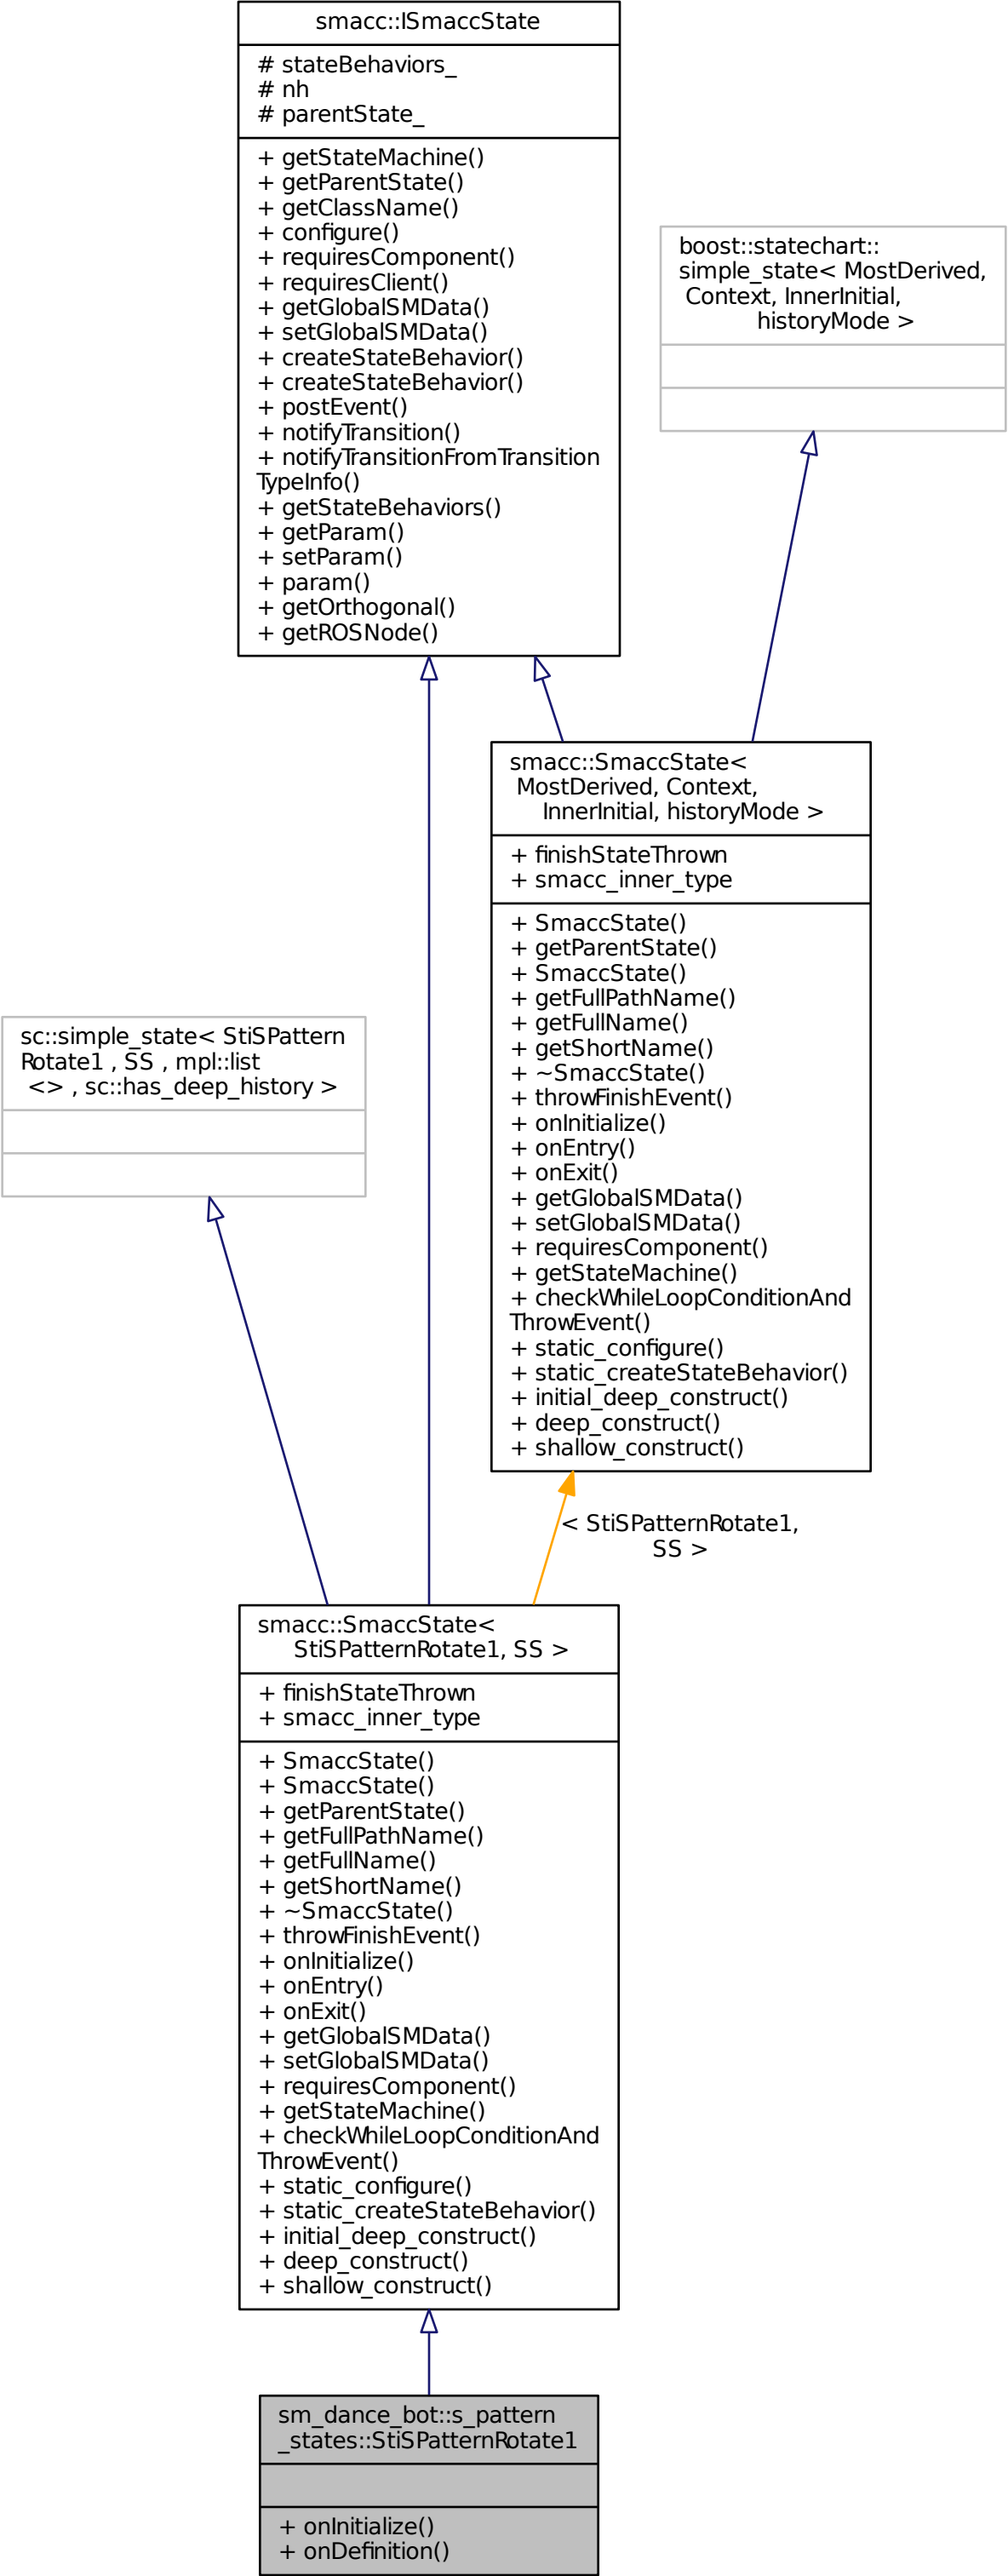 smacc::ISmaccState
# stateBehaviors_
# nh
# parentState_
+ getStateMachine()
+ getParentState()
+ getClassName()
+ configure()
+ requiresComponent()
+ requiresClient()
+ getGlobalSMData()
+ setGlobalSMData()
+ createStateBehavior()
+ createStateBehavior()
+ postEvent()
+ notifyTransition()
+ notifyTransitionFromTransition
TypeInfo()
+ getStateBehaviors()
+ getParam()
+ setParam()
+ param()
+ getOrthogonal()
+ getROSNode()
boost::statechart::
simple_state< MostDerived,
Context, InnerInitial,
historyMode >
smacc::SmaccState<
MostDerived, Context,
InnerInitial, historyMode >
+ finishStateThrown
+ smacc_inner_type
+ SmaccState()
+ getParentState()
+ SmaccState()
+ getFullPathName()
+ getFullName()
+ getShortName()
+ ~SmaccState()
+ throwFinishEvent()
+ onInitialize()
+ onEntry()
+ onExit()
+ getGlobalSMData()
+ setGlobalSMData()
+ requiresComponent()
+ getStateMachine()
+ checkWhileLoopConditionAnd
ThrowEvent()
+ static_configure()
+ static_createStateBehavior()
+ initial_deep_construct()
+ deep_construct()
+ shallow_construct()
sc::simple_state< StiSPattern
Rotate1 , SS , mpl::list
<> , sc::has_deep_history >
< StiSPatternRotate1,
SS >
smacc::SmaccState<
StiSPatternRotate1, SS >
+ finishStateThrown
+ smacc_inner_type
+ SmaccState()
+ SmaccState()
+ getParentState()
+ getFullPathName()
+ getFullName()
+ getShortName()
+ ~SmaccState()
+ throwFinishEvent()
+ onInitialize()
+ onEntry()
+ onExit()
+ getGlobalSMData()
+ setGlobalSMData()
+ requiresComponent()
+ getStateMachine()
+ checkWhileLoopConditionAnd
ThrowEvent()
+ static_configure()
+ static_createStateBehavior()
+ initial_deep_construct()
+ deep_construct()
+ shallow_construct()
sm_dance_bot::s_pattern
_states::StiSPatternRotate1
+ onInitialize()
+ onDefinition()